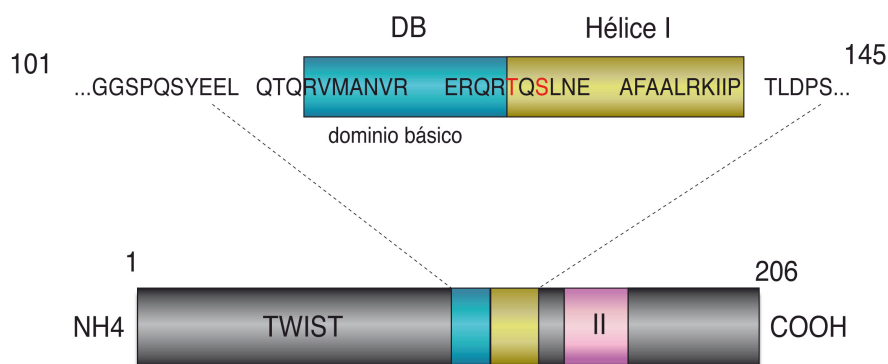 DB Hélice I
101 145
...GGSPQSYEEL QTQRVMANVR ERQRTQSLNE AFAALRKIIP TLDPS...
dominio básico
1 206
NH4 TWIST II COOH